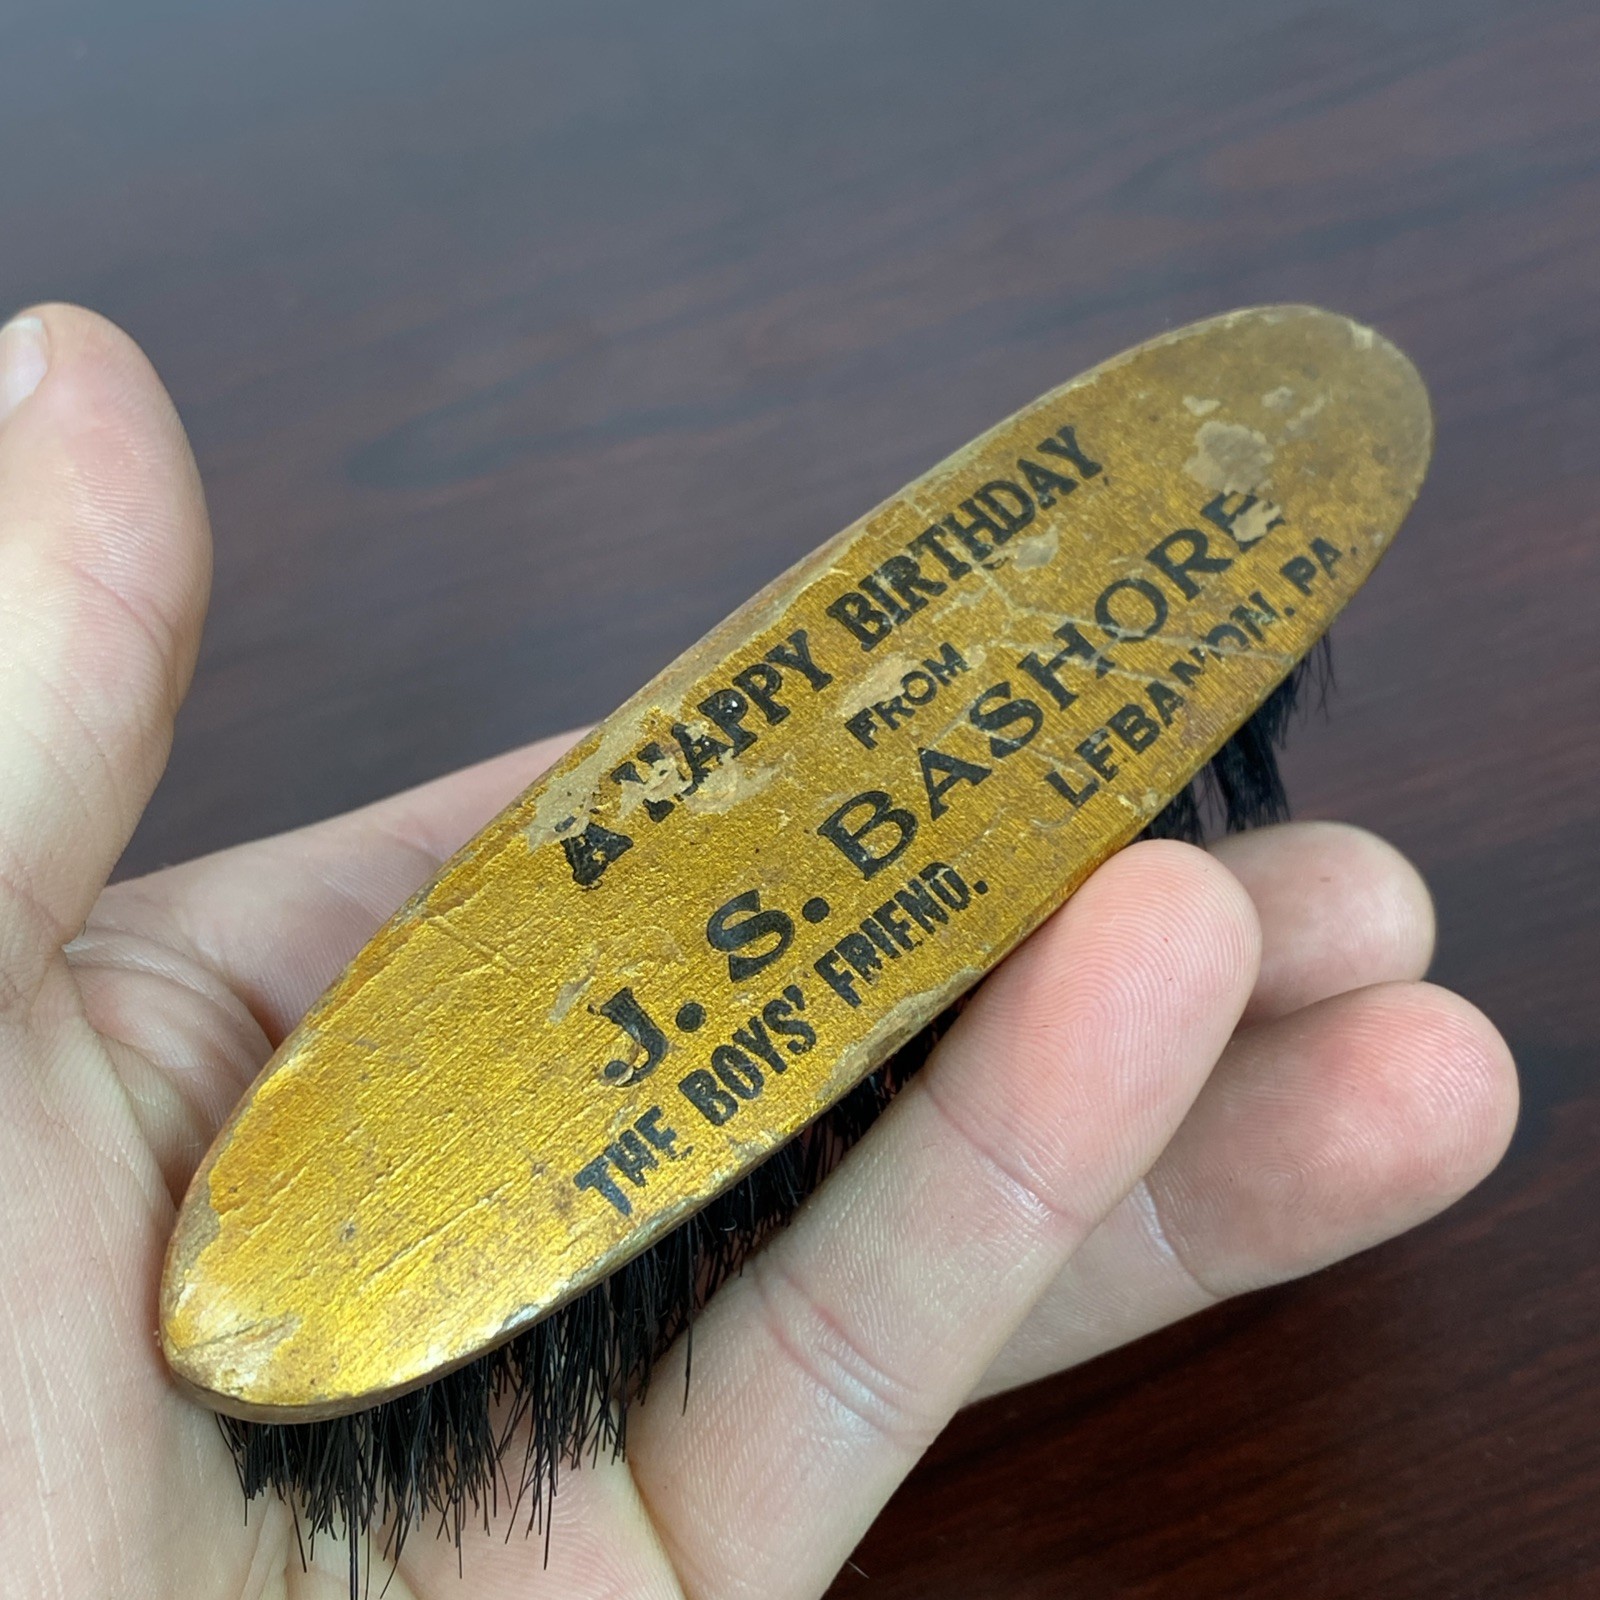 A HAPPY BIRTHDAY
FROM
J. S. BASHORE
THE BOYS' FRIEND. LEBANON, PA.